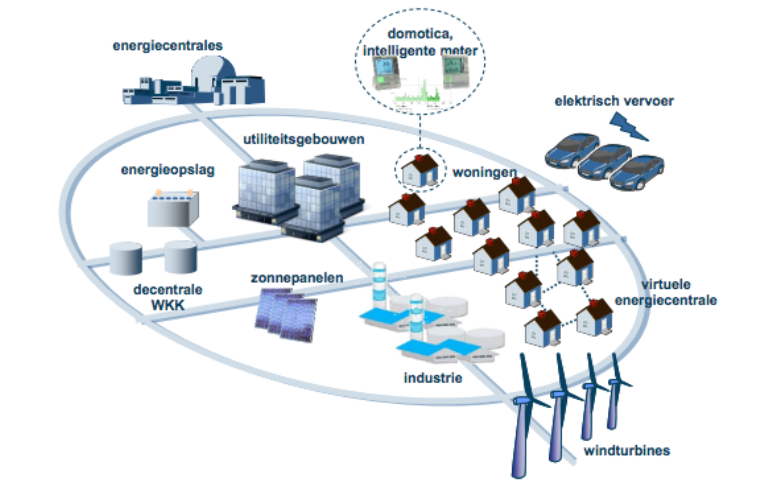 domotica,
intelligente meter
energiecentrales
elektrisch vervoer
utiliteitsgebouwen
energieopslag
woningen
zonnepanelen
decentrale
WKK
virtuele
energiecentrale
industrie
windturbines